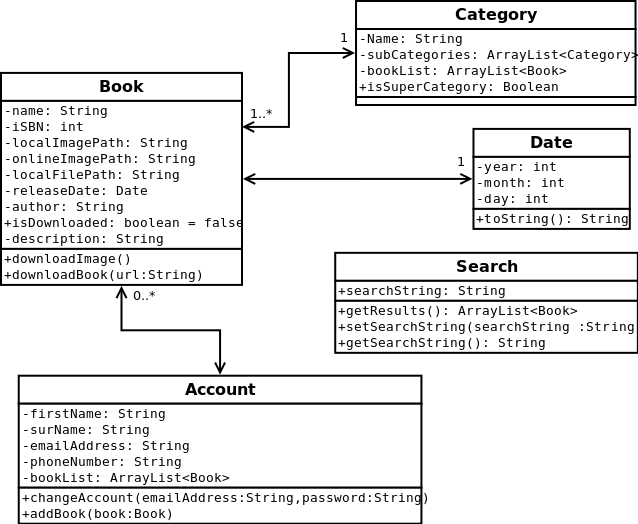 Category
-Name: String
-subCategories: ArrayList<Category>
-bookList: ArrayList<Book>
+isSuperCategory: Boolean
1
1..*
Book
-name: String
-iSBN: int
-localImagePath: String
-onlineImagePath: String
-localFilePath: String
-releaseDate: Date
-author: String
+isDownloaded: boolean = false
-description: String
+downloadImage()
+downloadBook(url:String)
1
Date
-year: int
-month: int
-day: int
+toString(): String
Search
+searchString: String
+getResults(): ArrayList<Book>
+setSearchString(searchString :String
+getSearchString(): String
0..*
Account
-firstName: String
-surName: String
-emailAddress: String
-phoneNumber: String
-bookList: ArrayList<Book>
+changeAccount(emailAddress:String,password:String)
+addBook(book:Book)